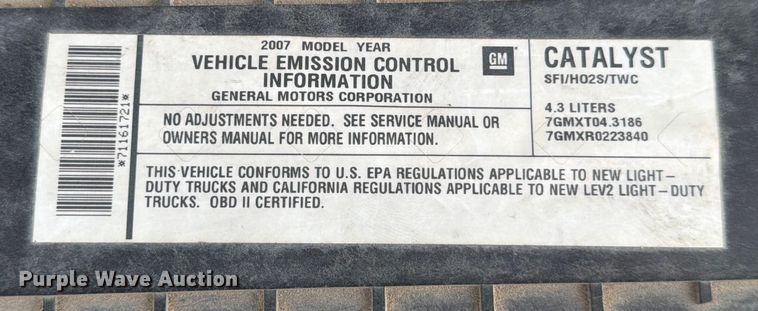 *71161721*
2007 MODEL YEAR
VEHICLE EMISSION CONTROL
INFORMATION
GENERAL MOTORS CORPORATION
GM
CATALYST
SFI/HO2S/TWC
NO ADJUSTMENTS NEEDED. SEE SERVICE MANUAL OR
OWNERS MANUAL FOR MORE INFORMATION.
4.3 LITERS
7GMXT04.3186
7GMXR0223840
THIS VEHICLE CONFORMS TO U.S. EPA REGULATIONS APPLICABLE TO NEW LIGHT-
DUTY TRUCKS AND CALIFORNIA REGULATIONS APPLICABLE TO NEW LEV2 LIGHT-DUTY
TRUCKS. OBD II CERTIFIED.
Purple Wave Auction